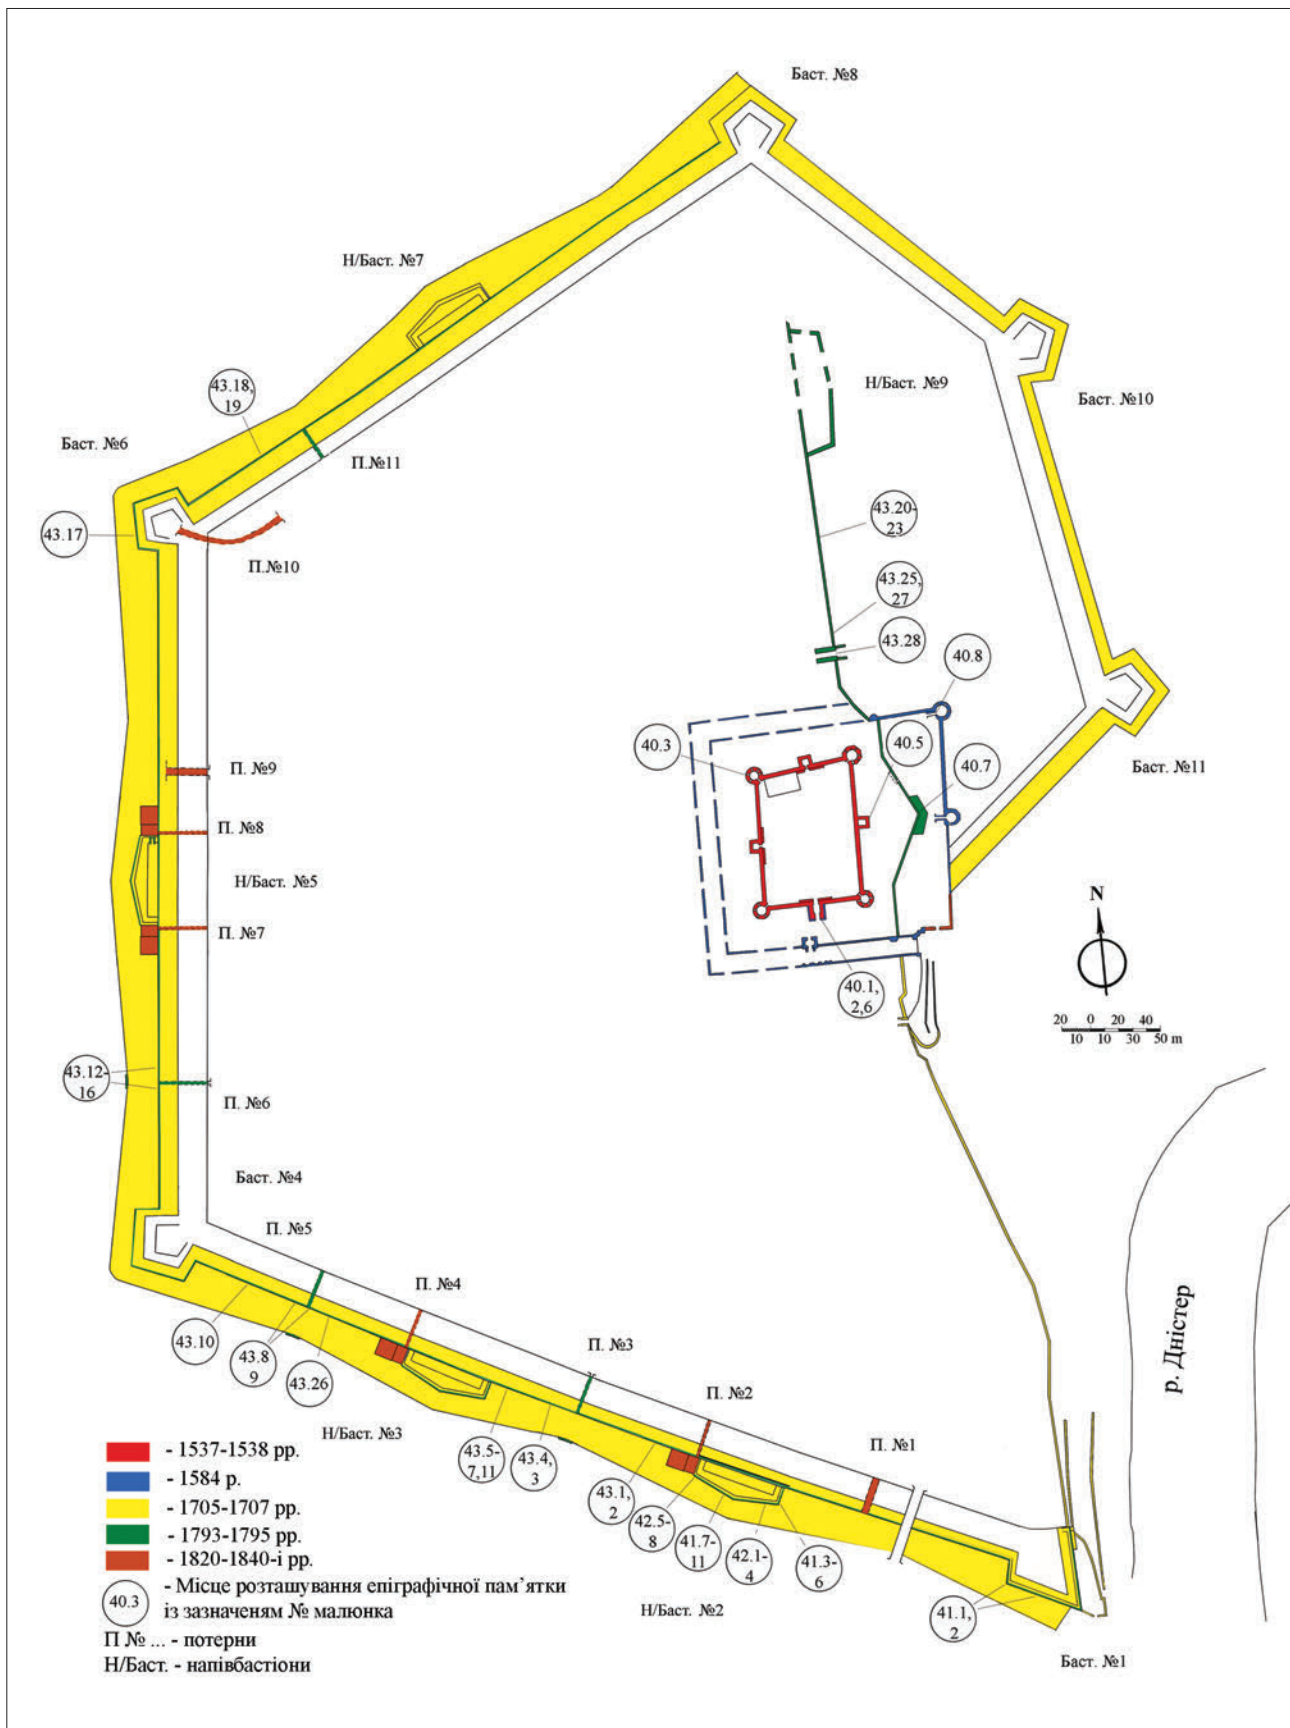 Баст. №8
Н/Баст. №7
Н/Баст. №9
43.18,
19
Баст. №10
Баст. №6
П.№11
43.20-
23
43.17
П.№10
43.25,
27
43.28
40.8
40.3
40.5
40.7
П. №9
Баст. №11
П. №8
Н/Баст. №5
П. №7
N
40.1,
2,6
20 0 20 40
10 10 30 50 m
43.12-
16
П. №6
Баст. №4
П. №5
П. №4
43.10
43.8
9
43.26
П. №3
р. Дністер
П. №2
Н/Баст. №3
П. №1
43.5-
7,11
43.4,
3
43.1,
2
42.5-
8
41.7-
11
42.1-
4
41.3-
6
Н/Баст. №2
41.1,
2
Баст. №1
- 1537-1538 рр.
- 1584 р.
- 1705-1707 рр.
- 1793-1795 рр.
- 1820-1840-і рр.
40.3
- Місце розташування епіграфічної пам’ятки
із зазначеням № малюнка
П № ... - потерни
Н/Баст. - напівбастіони